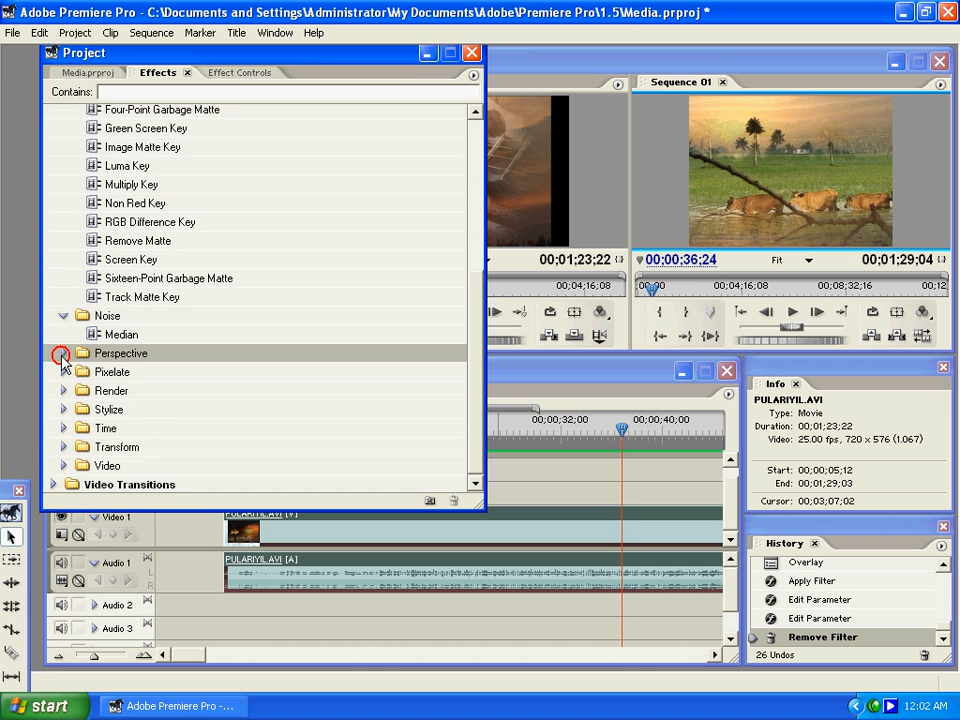 Adobe Premiere Pro - C:\Documents and Settings\Administrator\My Documents\Adobe\Premiere Pro\1.5\Media.prproj *
File Edit Project Clip Sequence Marker Title Window Help
Project
Media.prproj Effects Effect Controls
Contains:
Four-Point Garbage Matte
Green Screen Key
Image Matte Key
Luma Key
Multiply Key
Non Red Key
RGB Difference Key
Remove Matte
Screen Key
Sixteen-Point Garbage Matte
Track Matte Key
Noise
Median
Perspective
Pixelate
Render
Stylize
Time
Transform
Video
Video Transitions
Sequence 01
00;01;23;22
00;00;36;24 Fit 00;01;29;04
00;04;16;08
00;04;16;08 00;08;32;16 00;12
00;00;32;00 00;00;40;00
Video 1
PULARIYIL.AVI [V]
Audio 1
PULARIYIL.AVI [A]
L
R
Audio 2
Audio 3
Info
PULARIYIL.AVI
Type: Movie
Duration: 00;01;23;22
Video: 25.00 fps, 720 x 576 (1.067)
Start: 00;00;05;12
End: 00;01;29;03
Cursor: 00;03;07;02
History
Overlay
Apply Filter
Edit Parameter
Edit Parameter
Remove Filter
26 Undos
start
Adobe Premiere Pro -...
12:02 AM